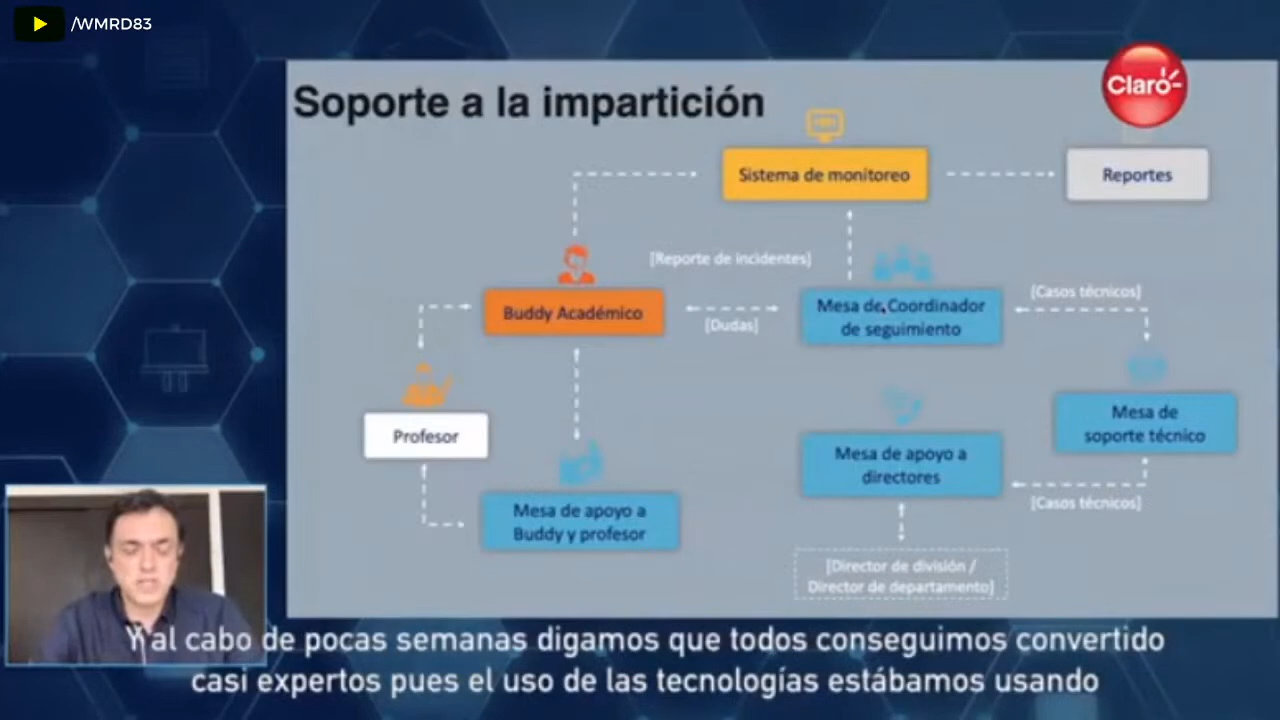 /WMRD83
Soporte a la impartición
Claro
Sistema de monitoreo
Reportes
[Reporte de incidentes]
Buddy Académico
[Dudas]
Mesa de Coordinador
de seguimiento
[Casos técnicos]
Profesor
Mesa de apoyo a
Buddy y profesor
Mesa de apoyo a
directores
Mesa de
soporte técnico
[Casos técnicos]
[Director de división /
Director de departamento]
Y al cabo de pocas semanas digamos que todos conseguimos convertido
casi expertos pues el uso de las tecnologías estábamos usando